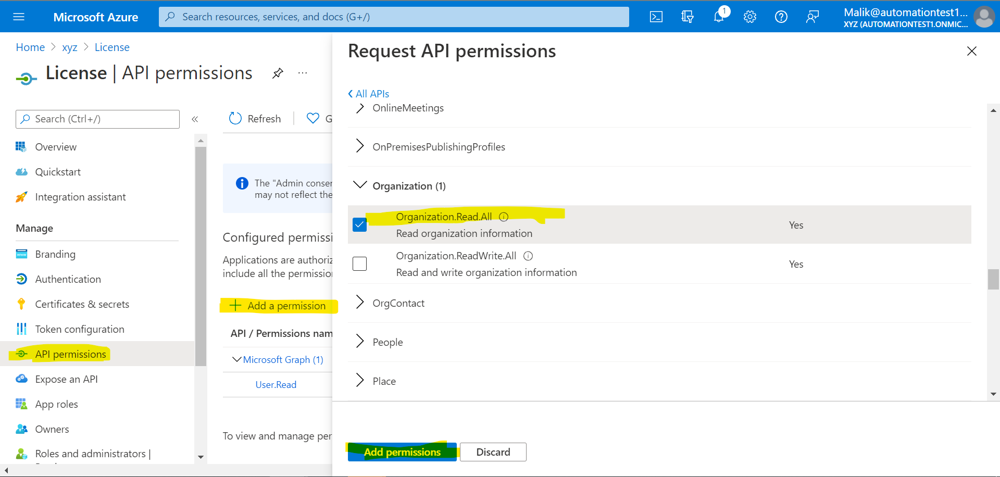 Microsoft Azure
Search resources, services, and docs (G+/)
1
Malik@automationtest1...
XYZ (AUTOMATIONTEST1.ONMIC...
Home > xyz > License
License | API permissions
...
Search (Ctrl+/)
«
Overview
Quickstart
Integration assistant
Manage
Branding
Authentication
Certificates & secrets
Token configuration
API permissions
Expose an API
App roles
Owners
Roles and administrators |
Refresh
G
The "Admin conser
may not reflect the
Configured permissi
Applications are authoriz
include all the permission
+ Add a permission
API / Permissions nam
Microsoft Graph (1)
User.Read
To view and manage per
Request API permissions
All APIs
OnlineMeetings
OnPremisesPublishingProfiles
Organization (1)
Organization.Read.All
Read organization information
Yes
Organization.ReadWrite.All
Read and write organization information
Yes
OrgContact
People
Place
Add permissions
Discard